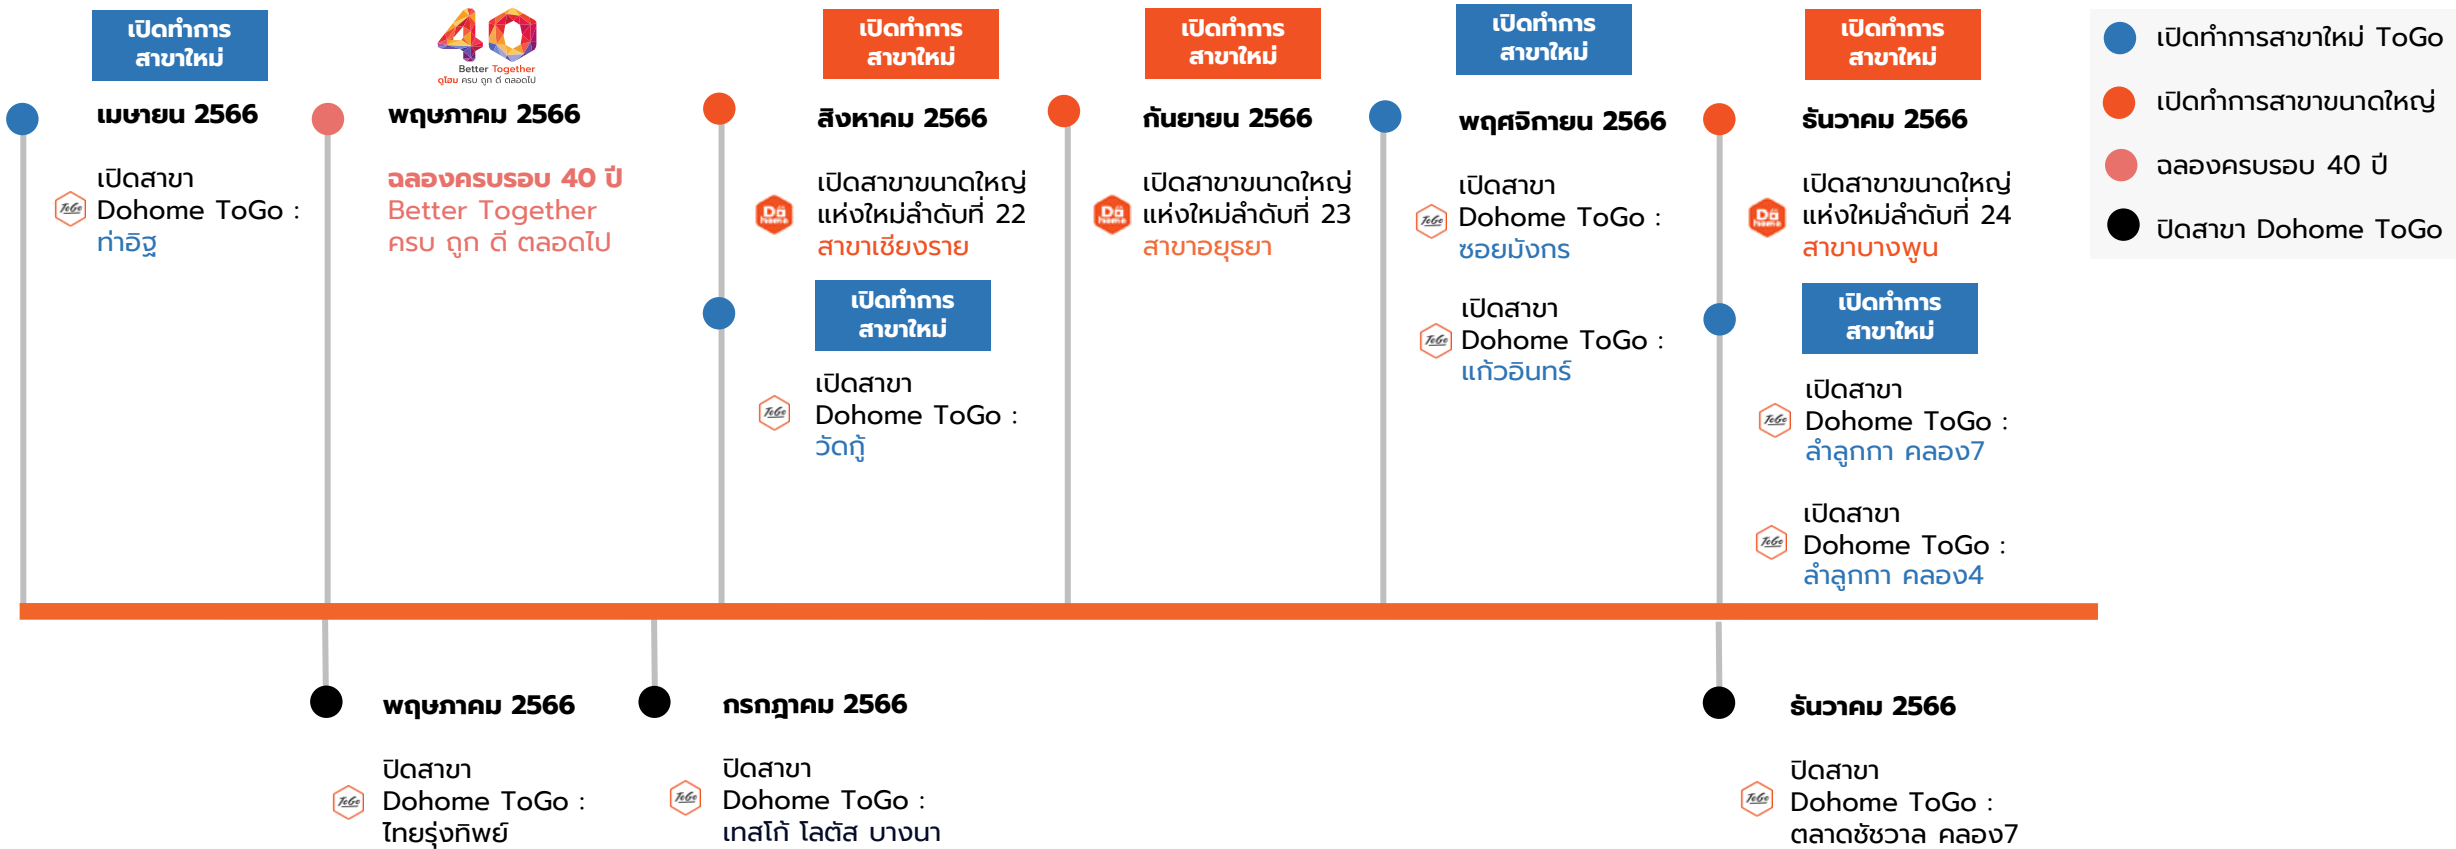 เปิดทำการ
สาขาใหม่
เมษายน 2566
เปิดสาขา
ToGo
Dohome ToGo :
ท่าอิฐ
40
Better Together
ดูโฮม ครบ ถูก ดี ตลอดไป
พฤษภาคม 2566
ฉลองครบรอบ 40 ปี
Better Together
ครบ ถูก ดี ตลอดไป
เปิดทำการ
สาขาใหม่
สิงหาคม 2566
เปิดสาขาขนาดใหญ่
แห่งใหม่ลำดับที่ 22
สาขาเชียงราย
Do
home
เปิดทำการ
สาขาใหม่
เปิดสาขา
ToGo
Dohome ToGo :
วัดกู้
เปิดทำการ
สาขาใหม่
กันยายน 2566
เปิดสาขาขนาดใหญ่
แห่งใหม่ลำดับที่ 23
สาขาอยุธยา
Do
home
เปิดทำการ
สาขาใหม่
พฤศจิกายน 2566
เปิดสาขา
ToGo
Dohome ToGo :
ซอยมังกร
เปิดสาขา
ToGo
Dohome ToGo :
แก้วอินทร์
เปิดทำการ
สาขาใหม่
ธันวาคม 2566
เปิดสาขาขนาดใหญ่
แห่งใหม่ลำดับที่ 24
สาขาบางพูน
Do
home
เปิดทำการ
สาขาใหม่
เปิดสาขา
ToGo
Dohome ToGo :
ลำลูกกา คลอง7
เปิดสาขา
ToGo
Dohome ToGo :
ลำลูกกา คลอง4
เปิดทำการสาขาใหม่ ToGo
เปิดทำการสาขาขนาดใหญ่
ฉลองครบรอบ 40 ปี
ปิดสาขา Dohome ToGo
พฤษภาคม 2566
ปิดสาขา
ToGo
Dohome ToGo :
ไทยรุ่งทิพย์
กรกฎาคม 2566
ปิดสาขา
ToGo
Dohome ToGo :
เทสโก้ โลตัส บางนา
ธันวาคม 2566
ปิดสาขา
ToGo
Dohome ToGo :
ตลาดชัชวาล คลอง7